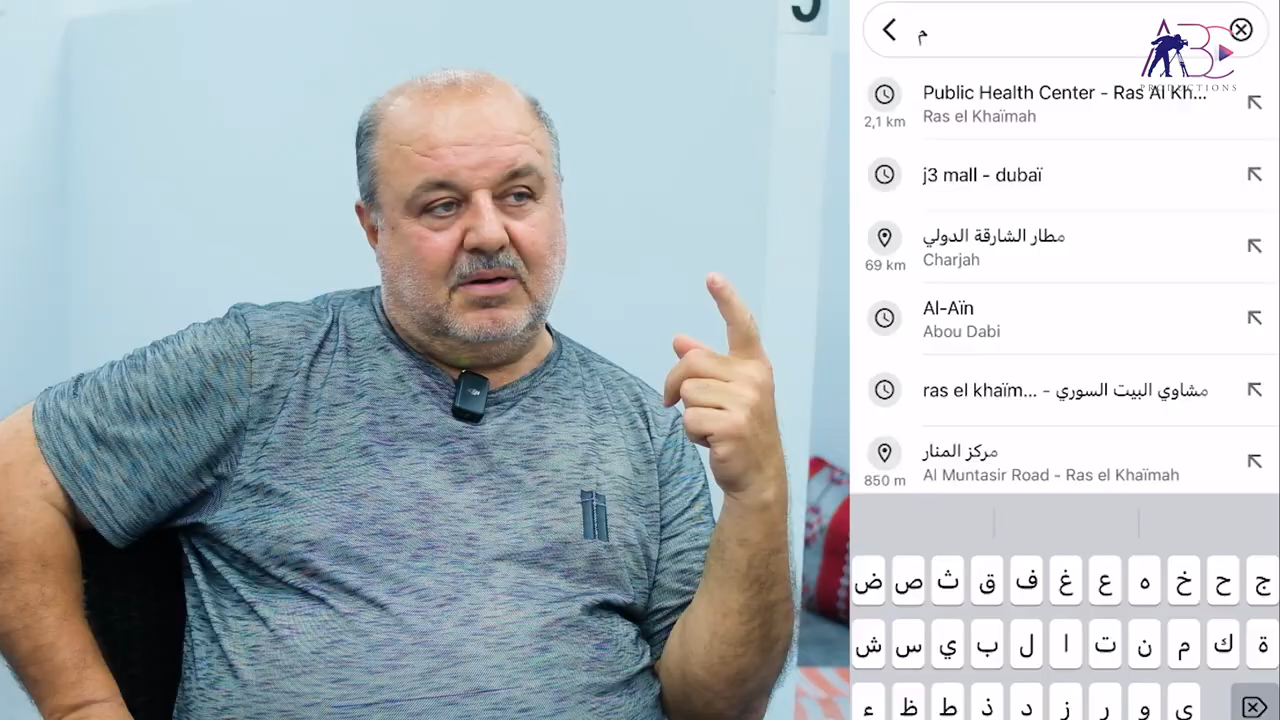 J
م
ABC
PRODUCTIONS
Public Health Center - Ras Al Kh...
2,1 km
Ras el Khaïmah
j3 mall - dubaï
مطار الشارقة الدولي
69 km
Charjah
Al-Aïn
Abou Dabi
ras el khaïm... - مشاوي البيت السوري
مركز المنار
850 m
Al Muntasir Road - Ras el Khaïmah
ض ص ث ق ف غ ع ه خ ح ج
ش س ي ب ل ا ت ن م ك ة
ء ظ ط ذ د ز ر و ى